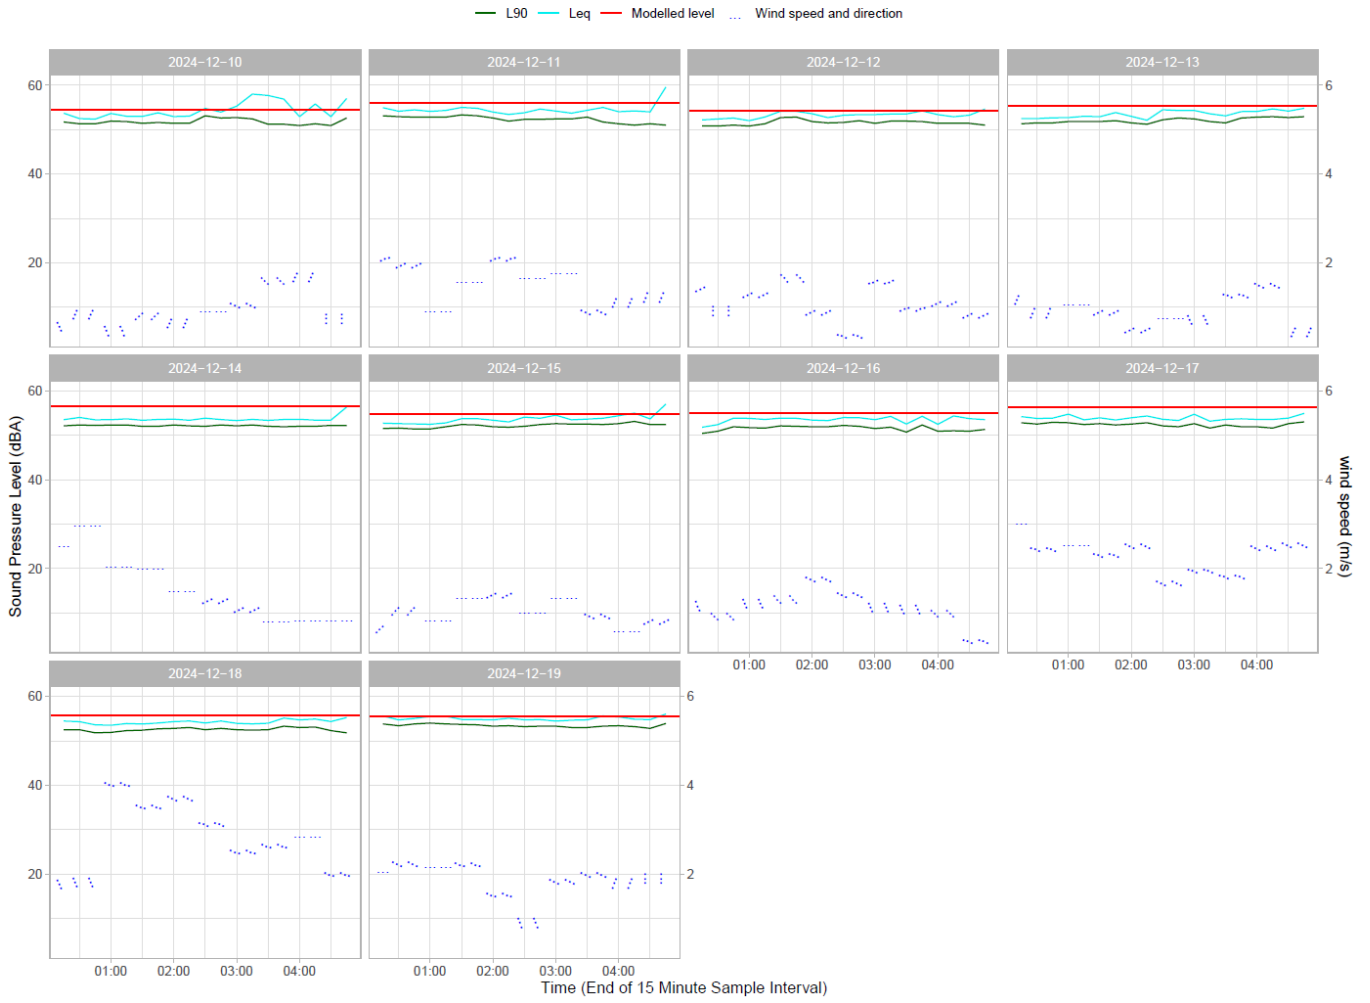 L90 Leq Modelled level Wind speed and direction
2024-12-10 2024-12-11 2024-12-12 2024-12-13
60 6
40 4
20 2
2024-12-14 2024-12-15 2024-12-16 2024-12-17
60 6
40 4
20 2
Sound Pressure Level (dBA)
wind speed (m/s)
01:00 02:00 03:00 04:00 01:00 02:00 03:00 04:00
2024-12-18 2024-12-19
60 6
40 4
20 2
01:00 02:00 03:00 04:00 01:00 02:00 03:00 04:00
Time (End of 15 Minute Sample Interval)